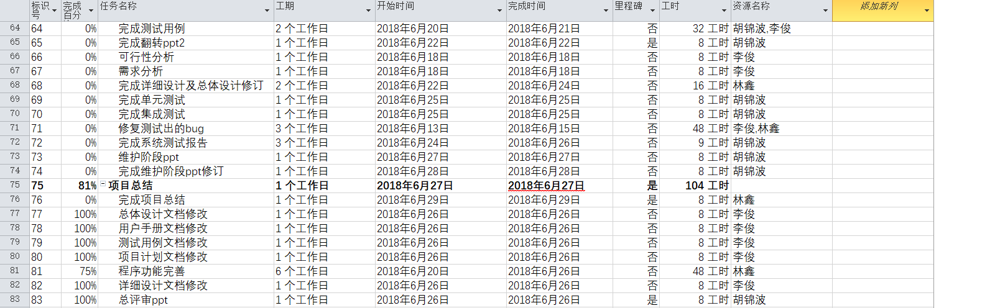 标识号 完成百分 任务名称 工期 开始时间 完成时间 里程碑 工时 资源名称 添加新列
64 64 0% 完成测试用例 2 个工作日 2018年6月20日 2018年6月21日 否 32 工时 胡锦波,李俊
65 65 0% 完成翻转ppt2 1 个工作日 2018年6月22日 2018年6月22日 是 8 工时 胡锦波
66 66 0% 可行性分析 1 个工作日 2018年6月18日 2018年6月18日 否 8 工时 李俊
67 67 0% 需求分析 1 个工作日 2018年6月18日 2018年6月18日 否 8 工时 李俊
68 68 0% 完成详细设计及总体设计修订 2 个工作日 2018年6月22日 2018年6月24日 否 16 工时 林鑫
69 69 0% 完成单元测试 1 个工作日 2018年6月25日 2018年6月25日 否 8 工时 胡锦波
70 70 0% 完成集成测试 1 个工作日 2018年6月25日 2018年6月25日 否 8 工时 胡锦波
71 71 0% 修复测试出的bug 3 个工作日 2018年6月13日 2018年6月15日 否 48 工时 李俊,林鑫
72 72 0% 完成系统测试报告 3 个工作日 2018年6月24日 2018年6月26日 否 9 工时 胡锦波
73 73 0% 维护阶段ppt 1 个工作日 2018年6月27日 2018年6月27日 否 8 工时 胡锦波
74 74 0% 完成维护阶段ppt修订 1 个工作日 2018年6月28日 2018年6月28日 否 8 工时 胡锦波
75 75 81% 项目总结 1 个工作日 2018年6月27日 2018年6月27日 是 104 工时
76 76 0% 完成项目总结 1 个工作日 2018年6月29日 2018年6月29日 是 8 工时 林鑫
77 77 100% 总体设计文档修改 1 个工作日 2018年6月26日 2018年6月26日 否 8 工时 李俊
78 78 100% 用户手册文档修改 1 个工作日 2018年6月26日 2018年6月26日 否 8 工时 李俊
79 79 100% 测试用例文档修改 1 个工作日 2018年6月26日 2018年6月26日 否 8 工时 李俊
80 80 100% 项目计划文档修改 1 个工作日 2018年6月26日 2018年6月26日 否 8 工时 李俊
81 81 75% 程序功能完善 6 个工作日 2018年6月20日 2018年6月26日 否 48 工时 林鑫
82 82 100% 详细设计文档修改 1 个工作日 2018年6月26日 2018年6月26日 否 8 工时 李俊
83 83 100% 总评审ppt 1 个工作日 2018年6月26日 2018年6月26日 是 8 工时 胡锦波